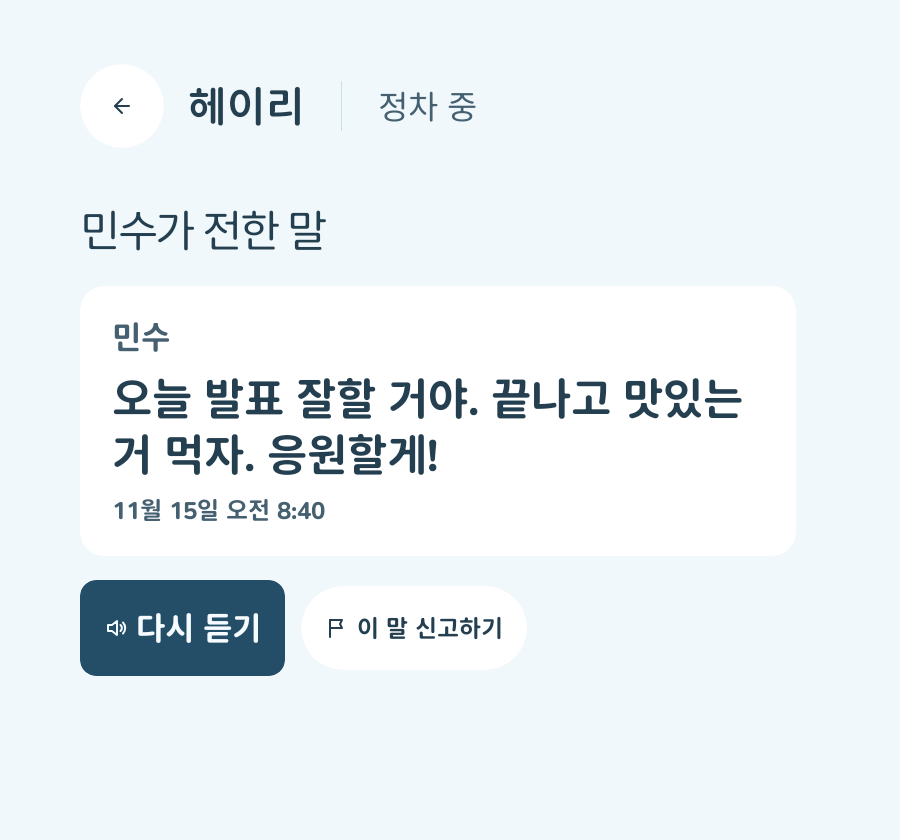 헤이리
정차 중
민수가 전한 말
민수
오늘 발표 잘할 거야. 끝나고 맛있는
거 먹자. 응원할게!
11월 15일 오전 8:40
다시 듣기
이 말 신고하기